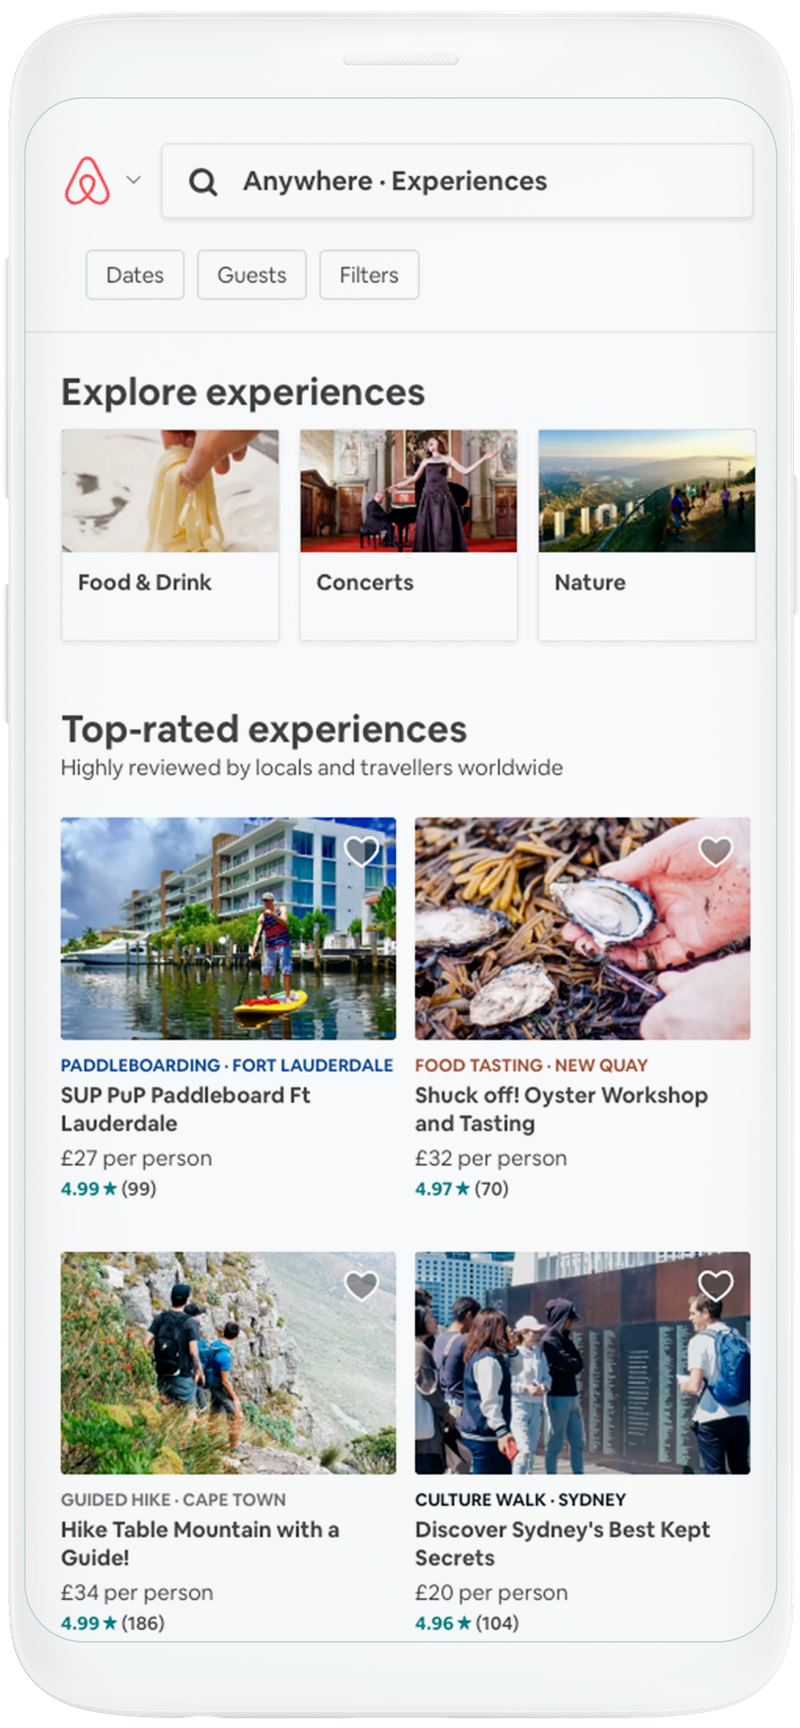 Anywhere · Experiences
Dates
Guests
Filters
Explore experiences
Food & Drink
Concerts
Nature
Top-rated experiences
Highly reviewed by locals and travellers worldwide
PADDLEBOARDING · FORT LAUDERDALE
SUP PuP Paddleboard Ft
Lauderdale
£27 per person
4.99 ★ (99)
FOOD TASTING · NEW QUAY
Shuck off! Oyster Workshop
and Tasting
£32 per person
4.97 ★ (70)
GUIDED HIKE · CAPE TOWN
Hike Table Mountain with a
Guide!
£34 per person
4.99 ★ (186)
CULTURE WALK · SYDNEY
Discover Sydney's Best Kept
Secrets
£20 per person
4.96 ★ (104)